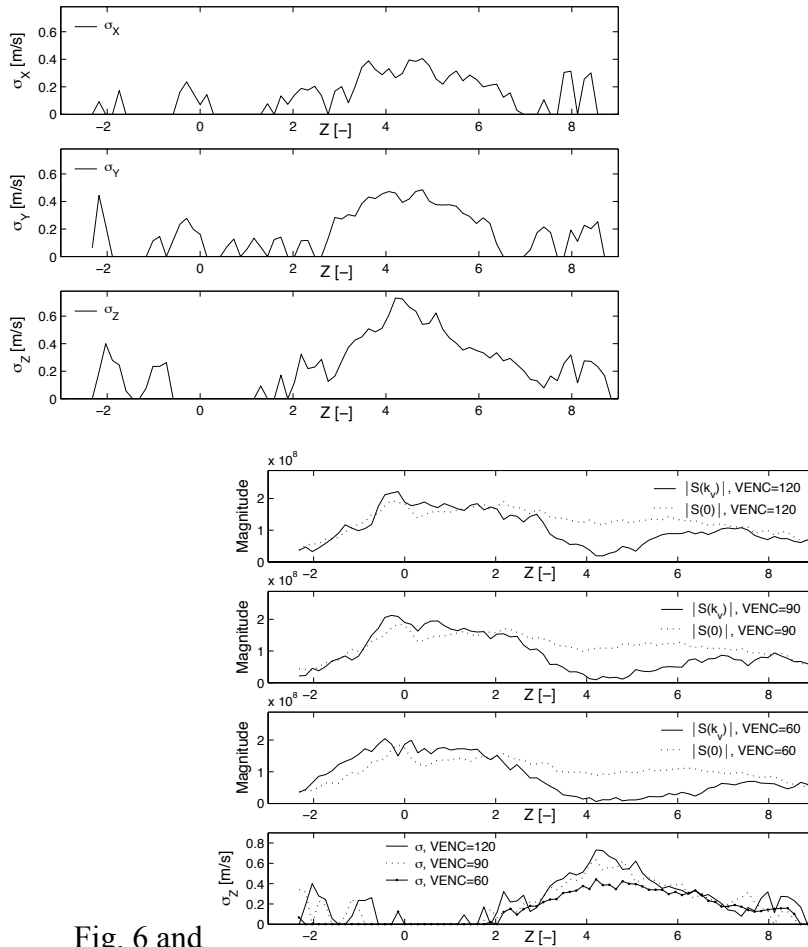 σX
0.6
0.4
0.2
0
σX [m/s]
−2 0 2 4 6 8
Z [−]
σY
0.6
0.4
0.2
0
σY [m/s]
−2 0 2 4 6 8
Z [−]
σZ
0.6
0.4
0.2
0
σZ [m/s]
−2 0 2 4 6 8
Z [−]
x 10^8
|S(kv)|, VENC=120
|S(0)|, VENC=120
2
1
0
Magnitude
−2 0 2 4 6 8
Z [−]
x 10^8
|S(kv)|, VENC=90
|S(0)|, VENC=90
2
1
0
Magnitude
−2 0 2 4 6 8
Z [−]
x 10^8
|S(kv)|, VENC=60
|S(0)|, VENC=60
2
1
0
Magnitude
−2 0 2 4 6 8
Z [−]
σ, VENC=120
σ, VENC=90
σ, VENC=60
0.8
0.6
0.4
0.2
0
σZ [m/s]
−2 0 2 4 6 8
Z [−]
Fig. 6 and